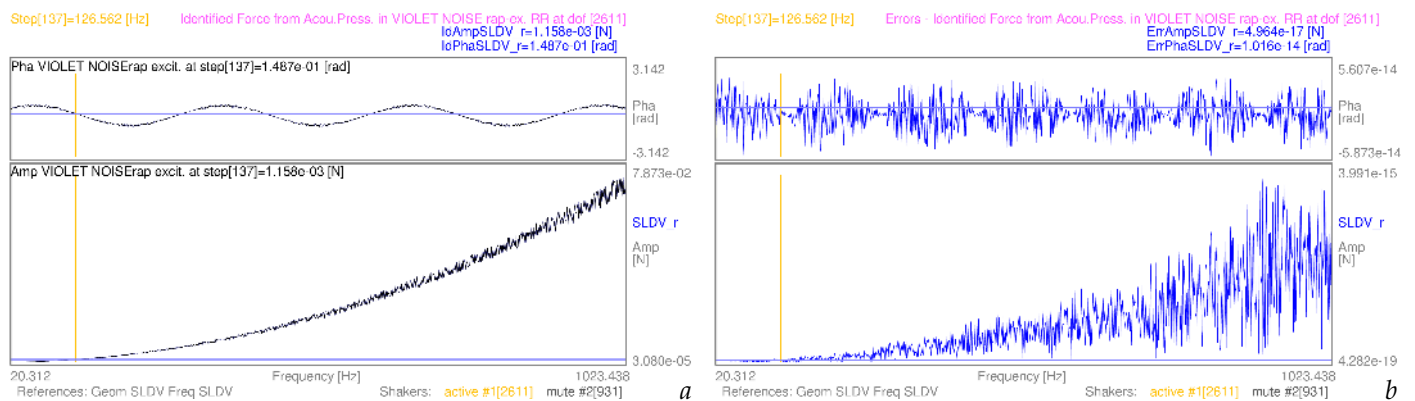 Step[137]=126.562 [Hz] Identified Force from Acou.Press. in VIOLET NOISE rap ex. RR at dof [2611]
IdAmpSLDV_r=1.158e-03 [N]
IdPhaSLDV_r=1.487e-01 [rad]
Pha VIOLET NOISErap excit. at step[137]=1.487e-01 [rad]
3.142
Pha
[rad]
-3.142
Amp VIOLET NOISErap excit. at step[137]=1.158e-03 [N]
7.873e-02
SLDV_r
Amp
[N]
3.080e-05
20.312 Frequency [Hz] 1023.438
References: Geom SLDV Freq SLDV Shakers: active #1[2611] mute #2[931]
a
Step[137]=126.562 [Hz] Errors - Identified Force from Acou.Press. in VIOLET NOISE rap ex. RR at dof [2611]
ErrAmpSLDV_r=4.964e-17 [N]
ErrPhaSLDV_r=1.016e-14 [rad]
5.607e-14
Pha
[rad]
-5.873e-14
3.991e-15
SLDV_r
Amp
[N]
4.282e-19
20.312 Frequency [Hz] 1023.438
References: Geom SLDV Freq SLDV Shakers: active #1[2611] mute #2[931]
b